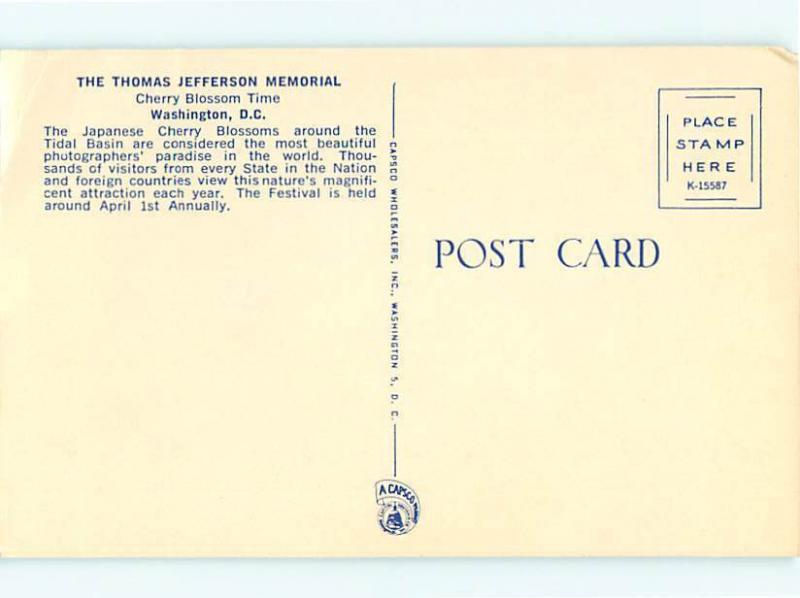 THE THOMAS JEFFERSON MEMORIAL
Cherry Blossom Time
Washington, D.C.
The Japanese Cherry Blossoms around the
Tidal Basin are considered the most beautiful
photographers' paradise in the world. Thou-
sands of visitors from every State in the Nation
and foreign countries view this nature's magnifi-
cent attraction each year. The Festival is held
around April 1st Annually.
CAPSCO WHOLESALERS, INC., WASHINGTON 5, D. C.
A CAPSCO
PLACE
STAMP
HERE
K-15587
POST CARD